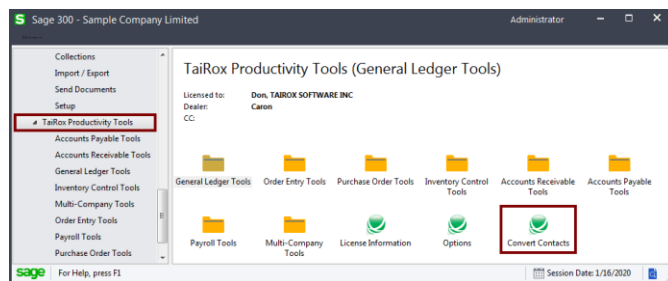 Sage 300 - Sample Company Limited
Administrator
Collections
Import / Export
Send Documents
Setup
TaiRox Productivity Tools
Accounts Payable Tools
Accounts Receivable Tools
General Ledger Tools
Inventory Control Tools
Multi-Company Tools
Order Entry Tools
Payroll Tools
Purchase Order Tools
TaiRox Productivity Tools (General Ledger Tools)
Licensed to: Don, TAIROX SOFTWARE INC
Dealer: Caron
CC:
General Ledger Tools
Order Entry Tools
Purchase Order Tools
Inventory Control
Tools
Accounts Receivable
Tools
Accounts Payable
Tools
Payroll Tools
Multi-Company
Tools
License Information
Options
Convert Contacts
sage
For Help, press F1
Session Date: 1/16/2020